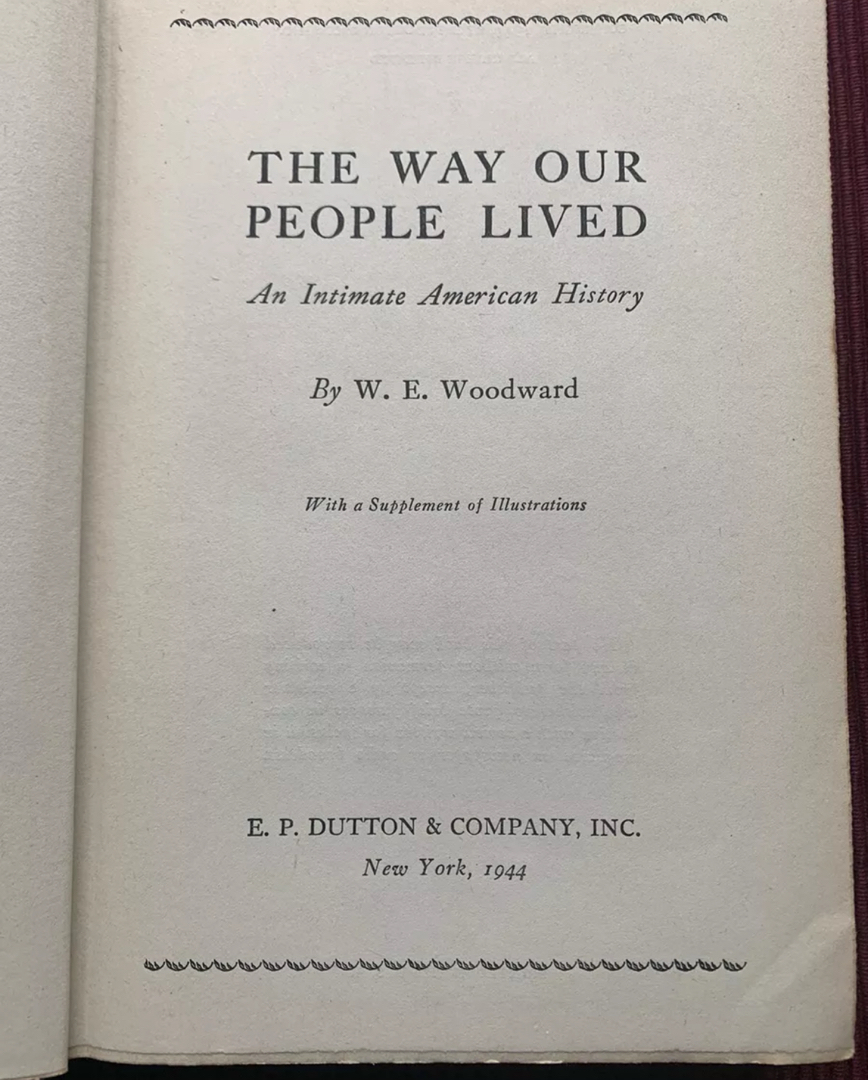 THE WAY OUR
PEOPLE LIVED
An Intimate American History
By W. E. Woodward
With a Supplement of Illustrations
E. P. DUTTON & COMPANY, INC.
New York, 1944